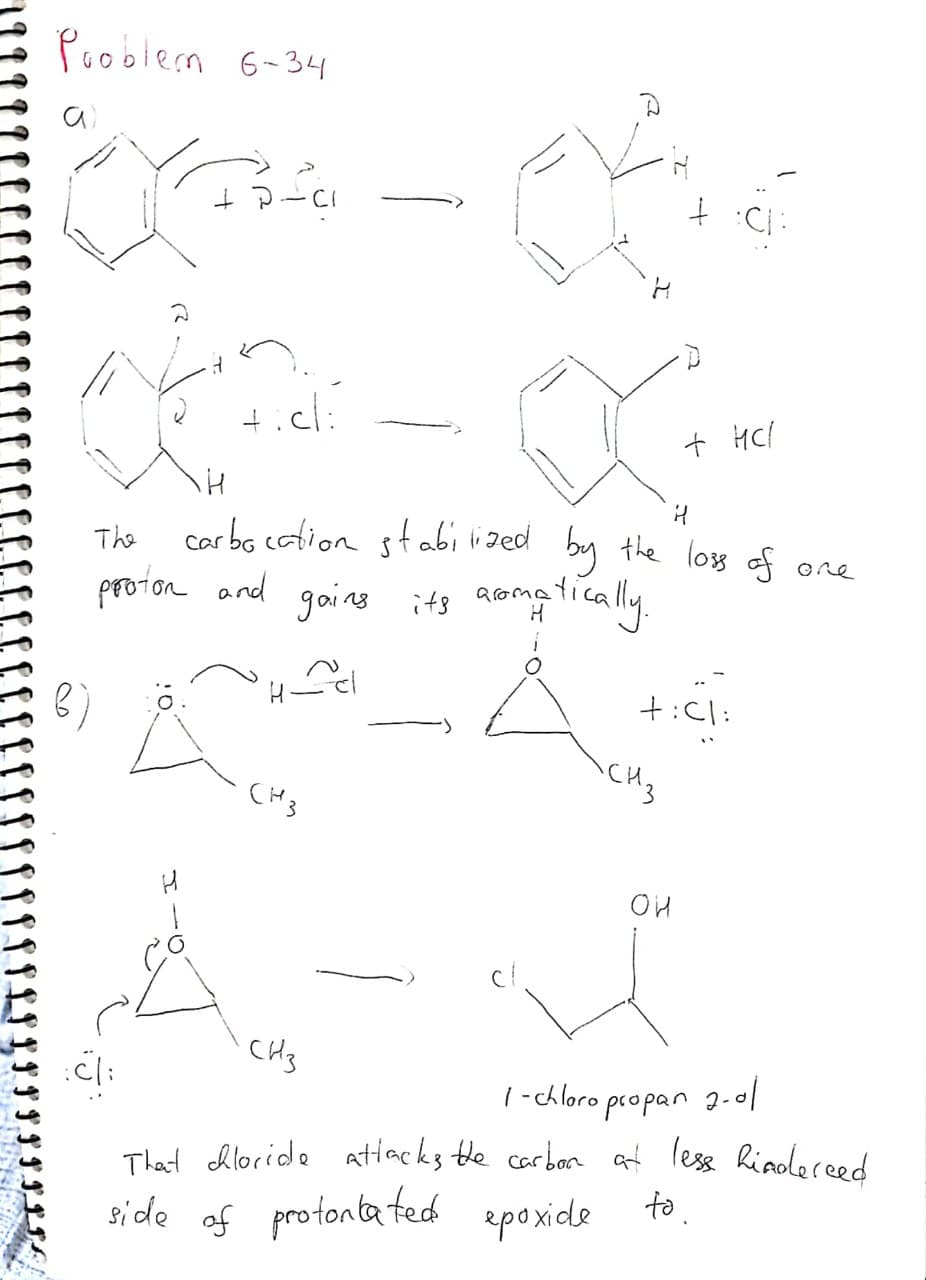 Problem 6-34
a)
D
H
+ D-Cl + :Cl: -
H
D
H D
+ :Cl: - + HCl
H H
The carbocation stabilized by the loss of one
proton and gains its aromatically.
H
b) :O: H-Cl O + :Cl: -
CH3 CH3
H OH
O Cl
CH3
:Cl:
1-chloro propan 2-ol
That chloride attacks the carbon at less hindereed
side of protontated epoxide to.